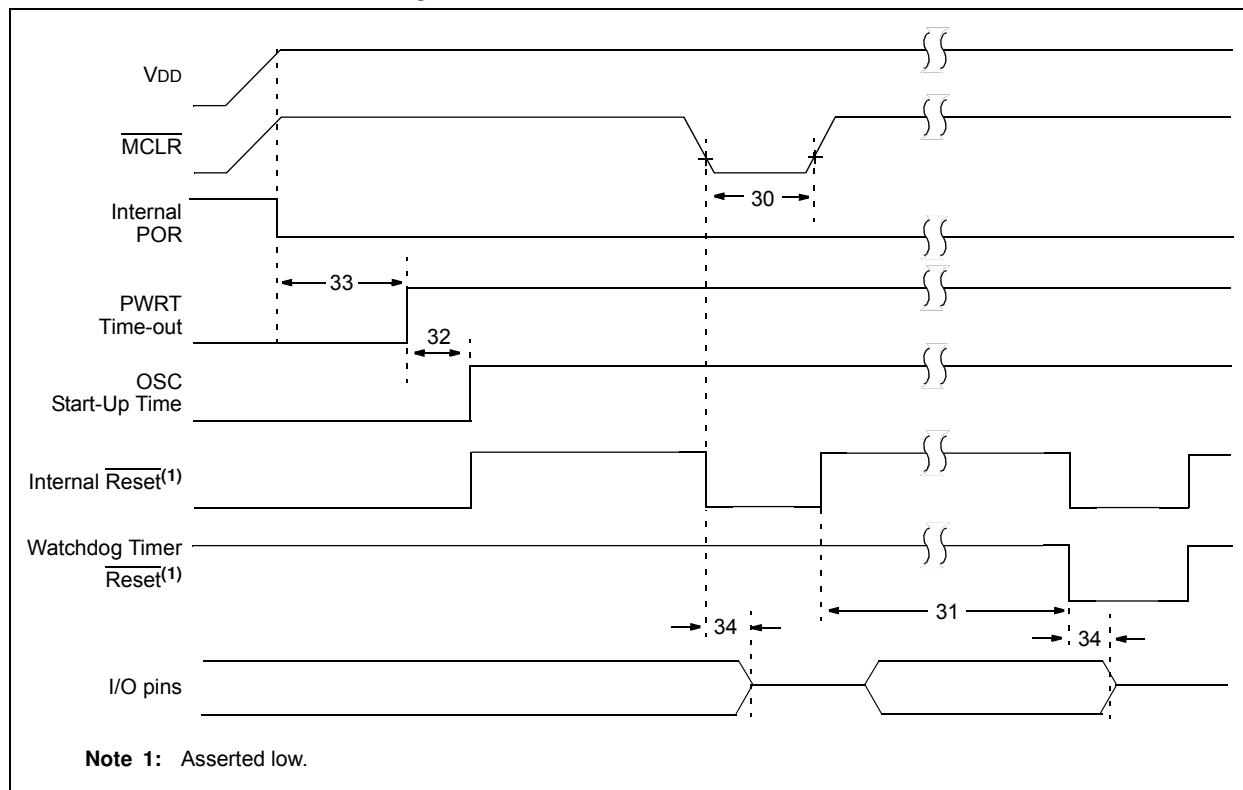 VDD
MCLR
30
Internal
POR
33
PWRT
Time-out
32
OSC
Start-Up Time
Internal Reset(1)
Watchdog Timer
Reset(1)
31
34
34
I/O pins
Note 1: Asserted low.